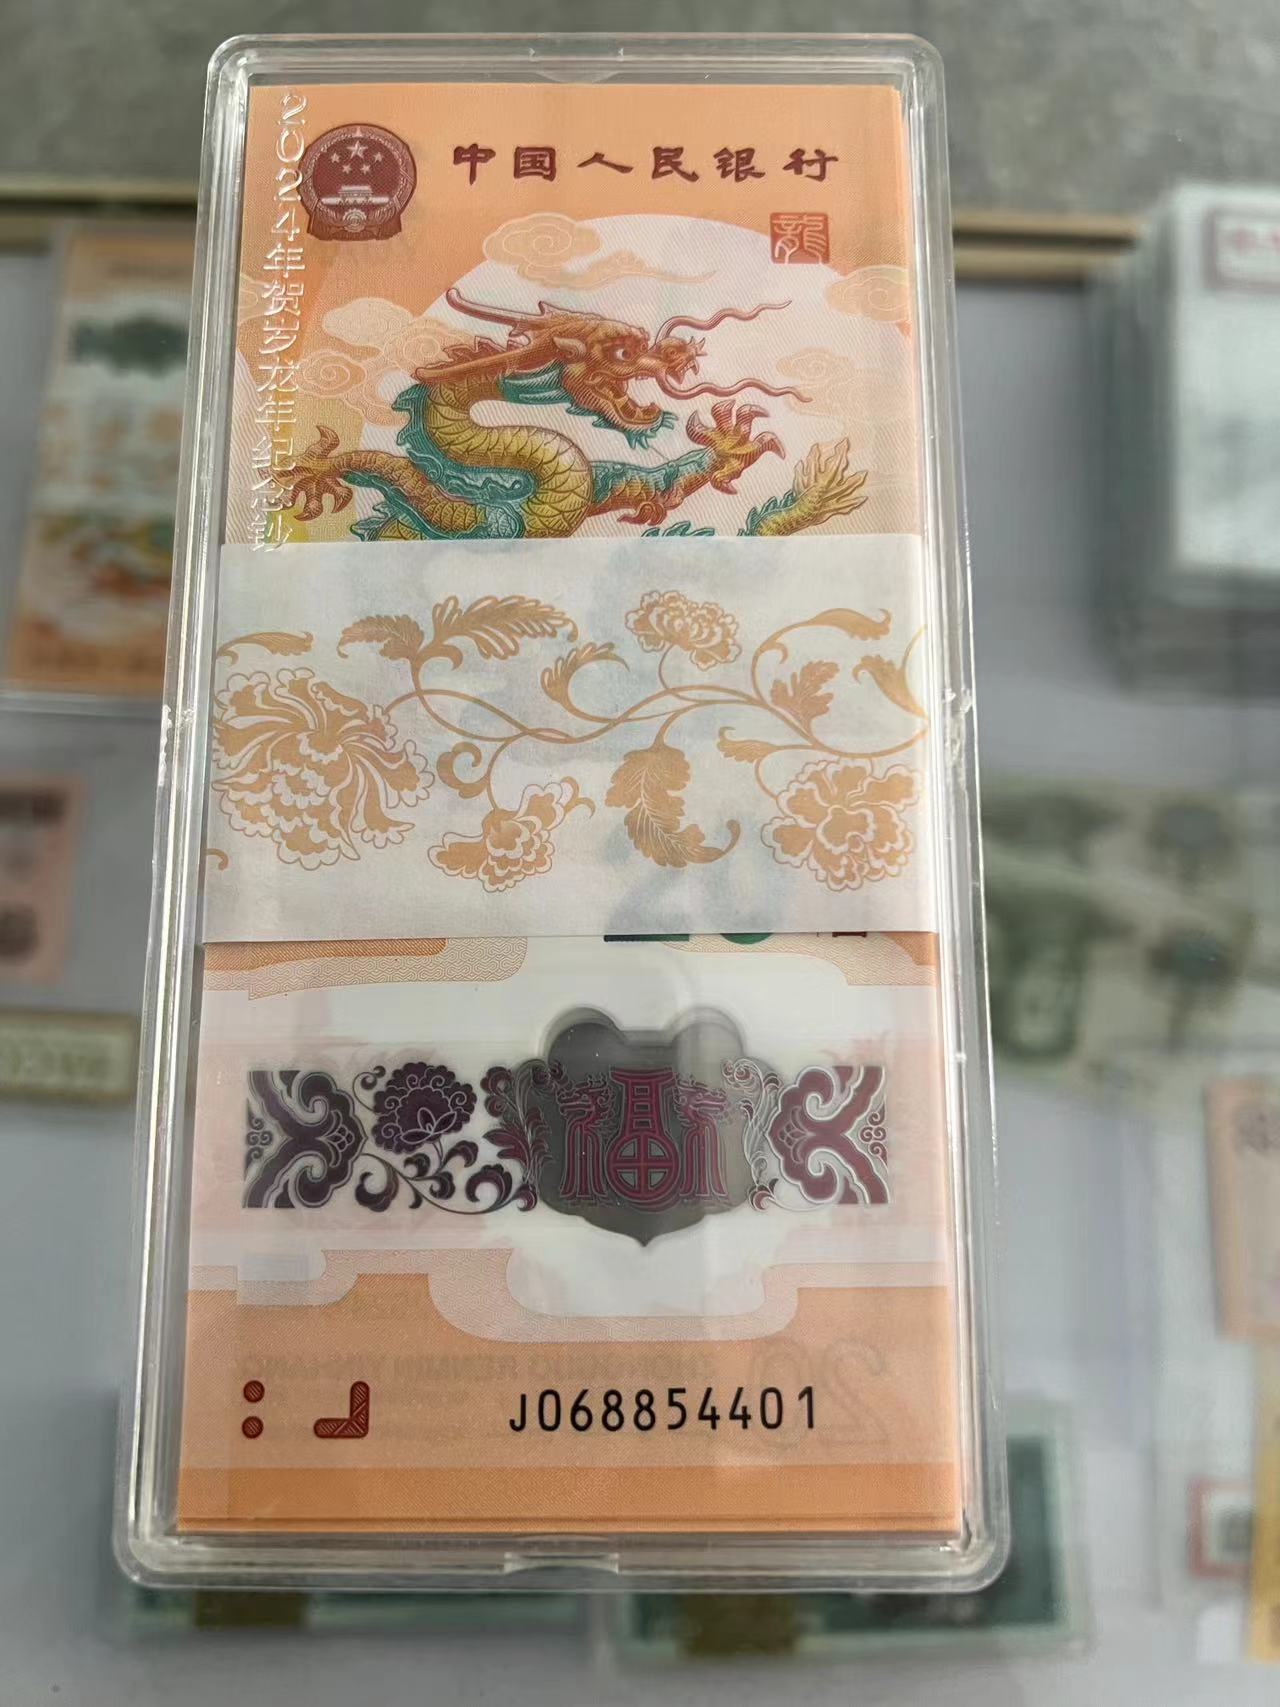 2024年贺岁龙年纪念钞
中国人民银行
龍
福
J068854401